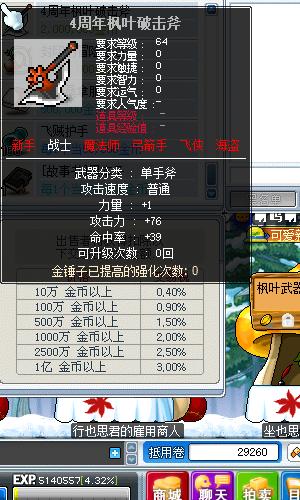 4周年枫叶破击斧
要求等级: 64
要求力量: 0
要求敏捷: 0
要求智力: 0
要求运气: 0
要求人气度: -
道具等级: -
道具经验值: -
新手 战士 魔法师 弓箭手 飞侠 海盗
武器分类 : 单手斧
攻击速度 : 普通
力量 : +1
攻击力 : +76
命中率 : +39
可升级次数 : 0回
金锤子已提高的强化次数: 0
10万 金币以上 0,40%
100万 金币以上 0,90%
500万 金币以上 1,50%
1000万 金币以上 2,00%
2500万 金币以上 2,50%
1亿 金币以上 3,00%
枫叶武器
行也思君的雇用商人
坐也思君
抵用卷 29260
EXP. 5140557[4.32%]
商城
聊天
拍卖